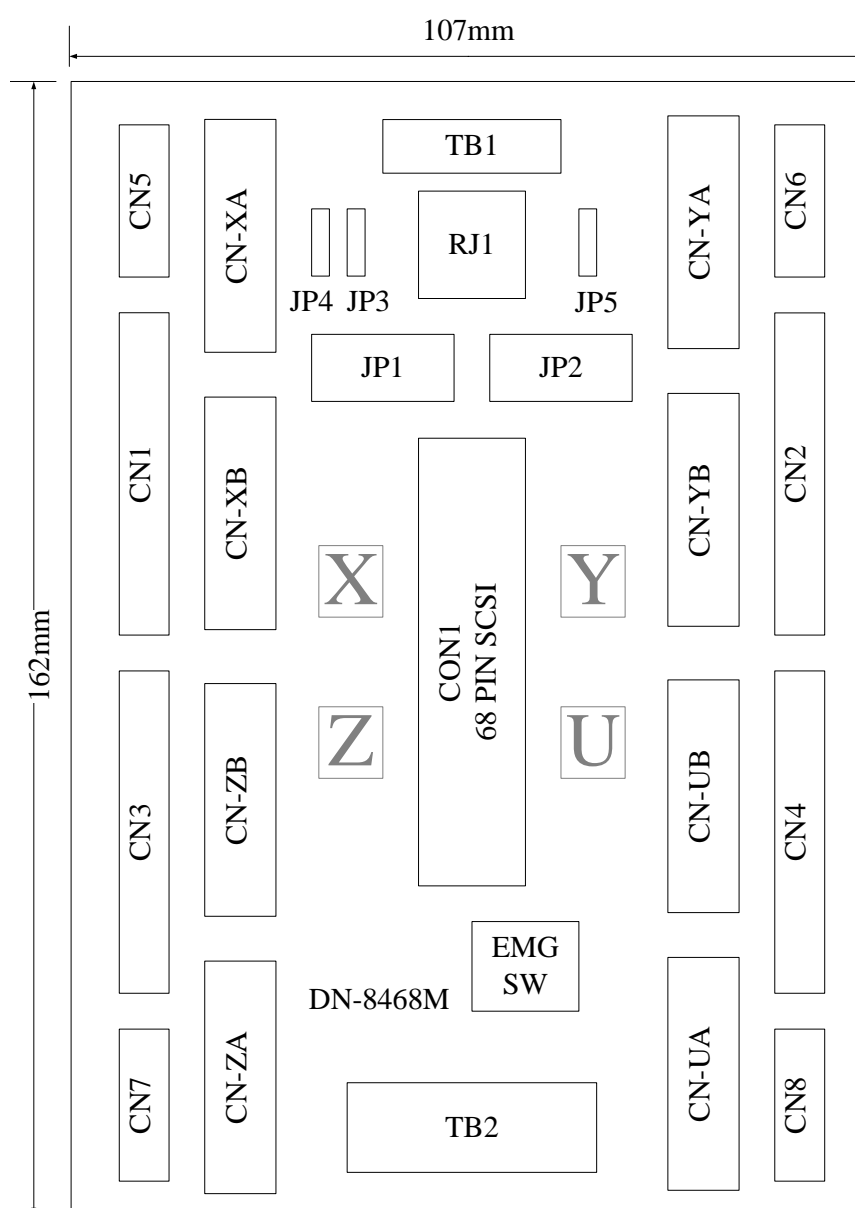 107mm
162mm
TB1
CN5
CN-XA
CN-YA
CN6
RJ1
JP4
JP3
JP5
JP1
JP2
CN1
CN-XB
CN-YB
CN2
X
Y
CON1
68 PIN SCSI
Z
U
CN3
CN-ZB
CN-UB
CN4
EMG
SW
DN-8468M
CN7
CN-ZA
TB2
CN-UA
CN8